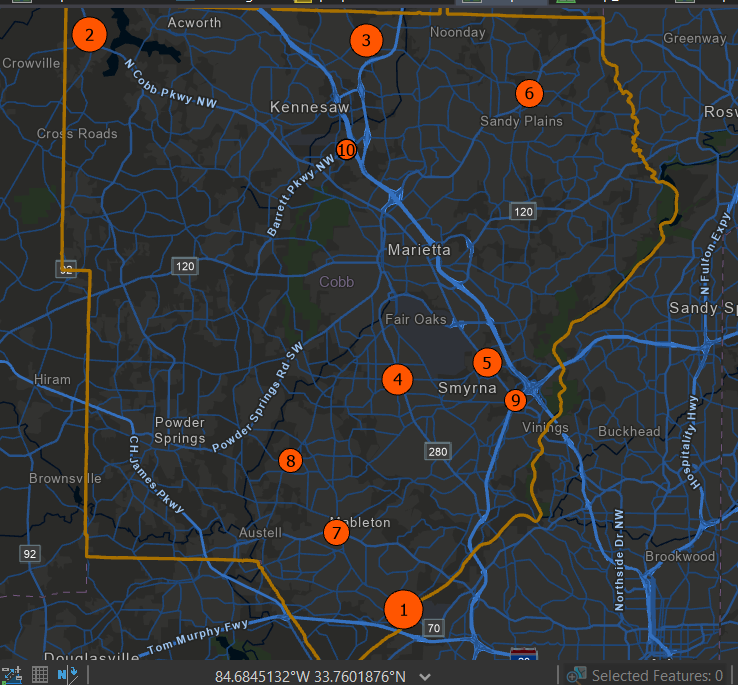 2
Acworth
3
Noonday
Greenway
Crowville
N Cobb Pkwy NW
6
Kennesaw
Sandy Plains
Cross Roads
10
Barrett Pkwy NW
120
N Fulton Expy
Marietta
120
92
Cobb
Fair Oaks
5
4
Hiram
Smyrna
9
Powder
Springs
Powder Springs Rd SW
Vinings
Buckhead
Hospitality Hwy
CH James Pkwy
280
8
Brownsville
7
Mableton
Austell
92
Northside Dr NW
Brookwood
1
70
Tom Murphy Fwy
Douglasville
84.6845132°W 33.7601876°N
Selected Features: 0